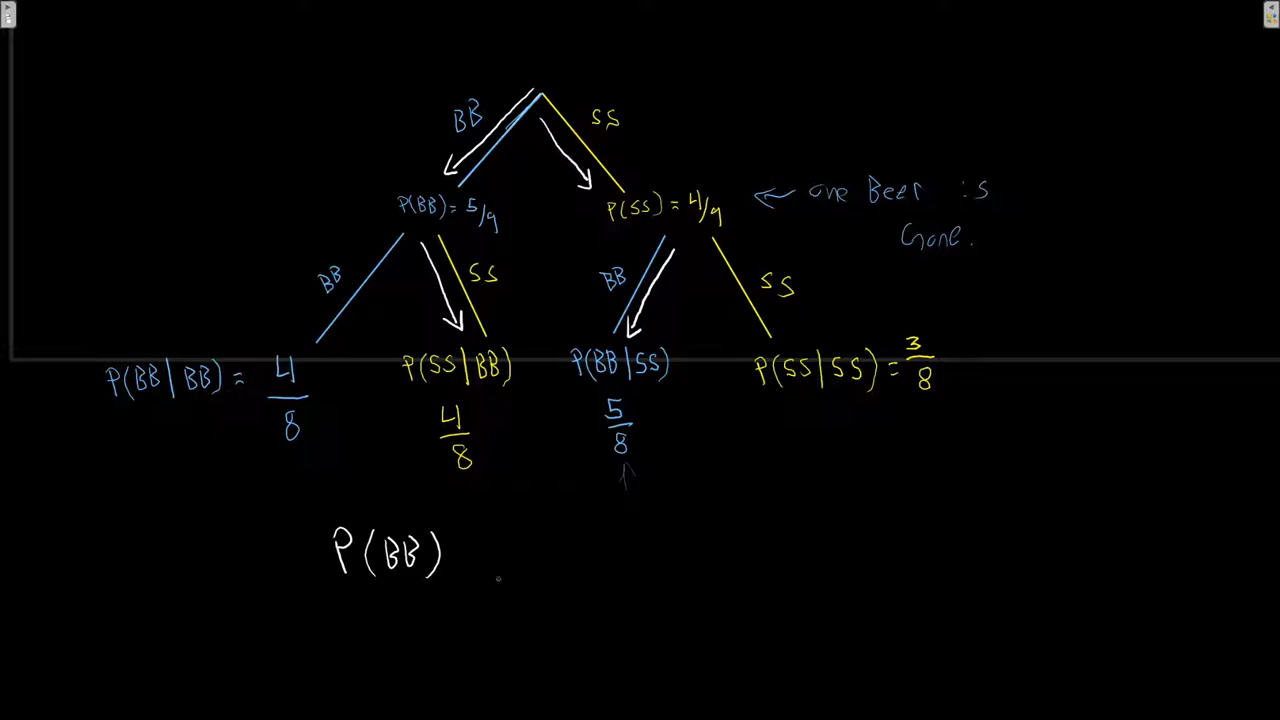 BB SS
P(BB) = 5/9 P(SS) = 4/9 ← one Beer is
Gone.
BB SS BB SS
P(BB|BB) = 4/8 P(SS|BB) 4/8 P(BB|SS) 5/8 P(SS|SS) = 3/8
P(BB)